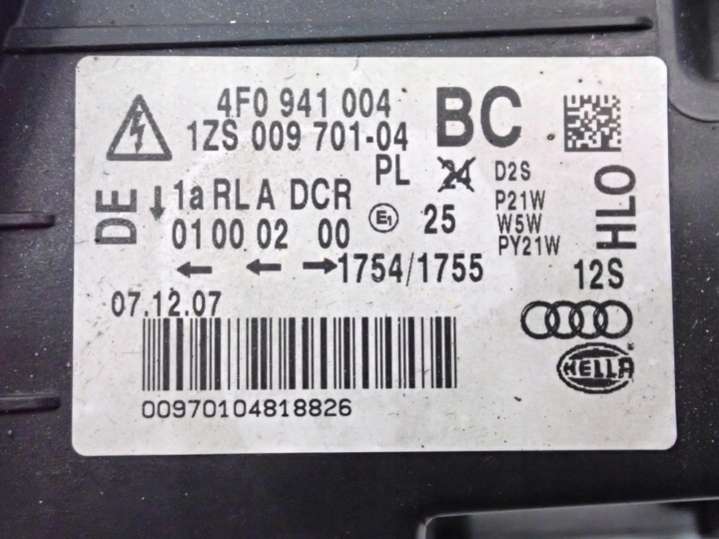 4F0 941 004 BC
1ZS 009 701-04
PL 24 D2S
DE ↓ 1a RL A DCR E1 25 P21W
W5W
01 00 02 00 PY21W
HLO
← ← → 1754/1755 12S
07.12.07
HELLA
00970104818826